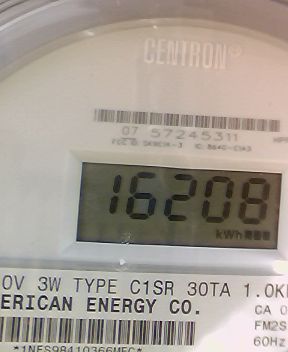 CENTRON
07 57245311
16208
kWh
0V 3W TYPE C1SR 30TA 1.0K
ERICAN ENERGY CO.
CA 0
FM2S
60Hz
*1NES98410366MFC*